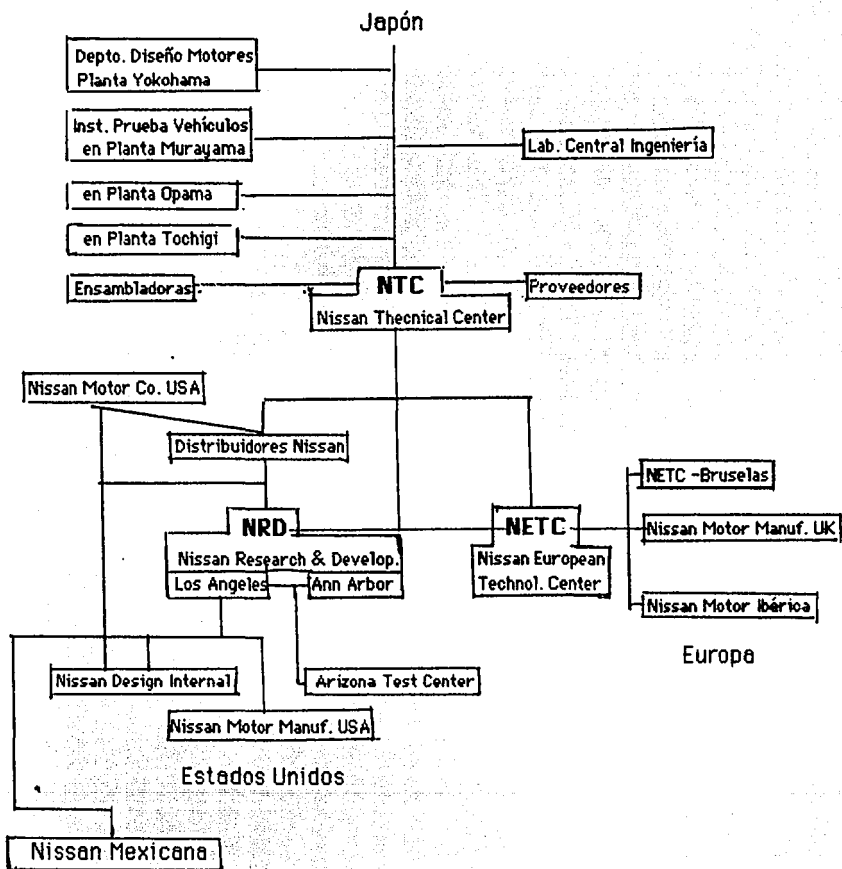 Japón
Depto. Diseño Motores
Planta Yokohama
Inst. Prueba Vehículos
en Planta Murayama
Lab. Central Ingeniería
en Planta Opama
en Planta Tochigi
Ensambladoras
NTC
Proveedores
Nissan Thecnical Center
Nissan Motor Co. USA
Distribuidores Nissan
NETC -Bruselas
NRD
NETC
Nissan Motor Manuf. UK
Nissan Research & Develop.
Nissan European
Los Angeles
Ann Arbor
Technol. Center
Nissan Motor Ibérica
Europa
Nissan Design Internal
Arizona Test Center
Nissan Motor Manuf. USA
Estados Unidos
Nissan Mexicana